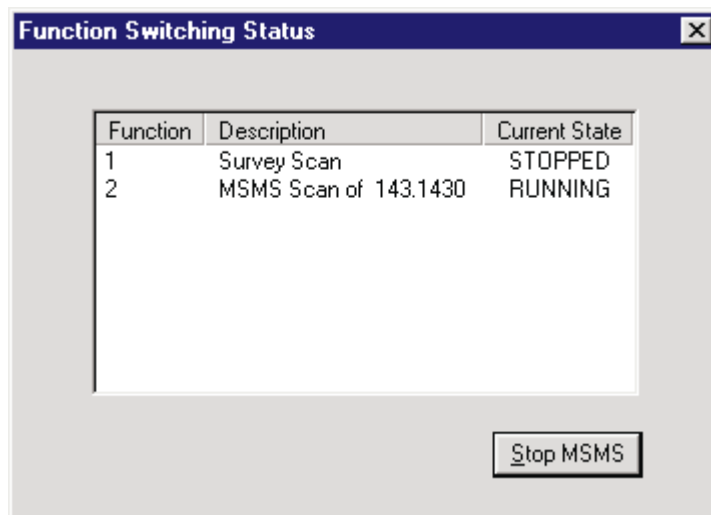 Function Switching Status
Function Description Current State
1 Survey Scan STOPPED
2 MSMS Scan of 143.1430 RUNNING
Stop MSMS